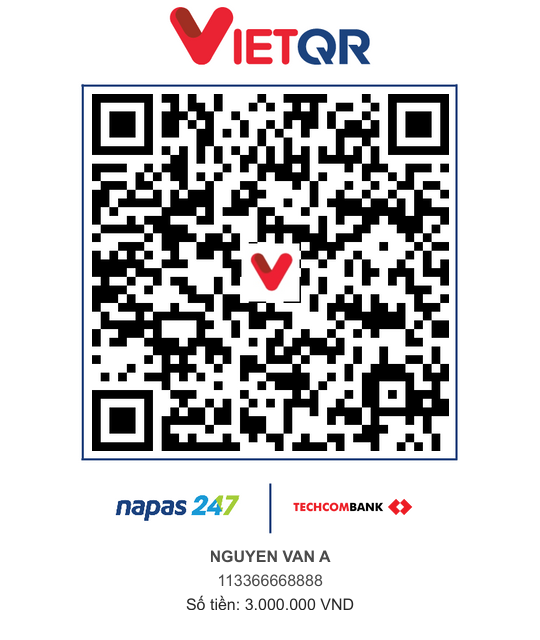 VIETQR
napas 247
TECHCOMBANK
NGUYEN VAN A
113366668888
Số tiền: 3.000.000 VND